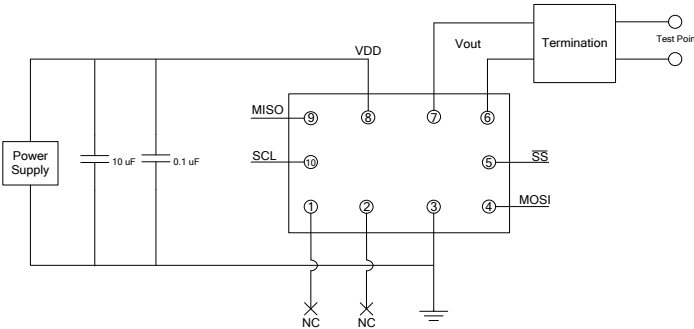 VDD
Vout
Termination
Test Poin
MISO
9
8
7
6
Power
Supply
10 uF
0.1 uF
SCL
10
5
SS
1
2
3
4
MOSI
NC
NC